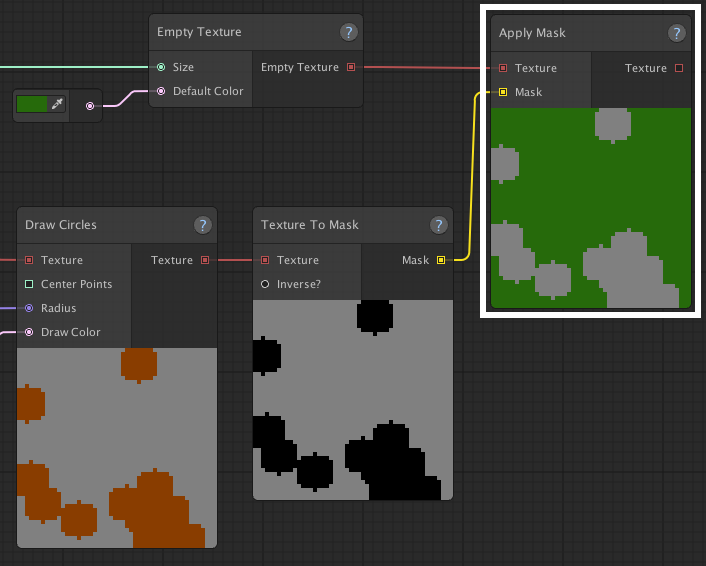 Empty Texture ?
Size Empty Texture
Default Color
Apply Mask ?
Texture Texture
Mask
Draw Circles ?
Texture Texture
Center Points
Radius
Draw Color
Texture To Mask ?
Texture Mask
Inverse?